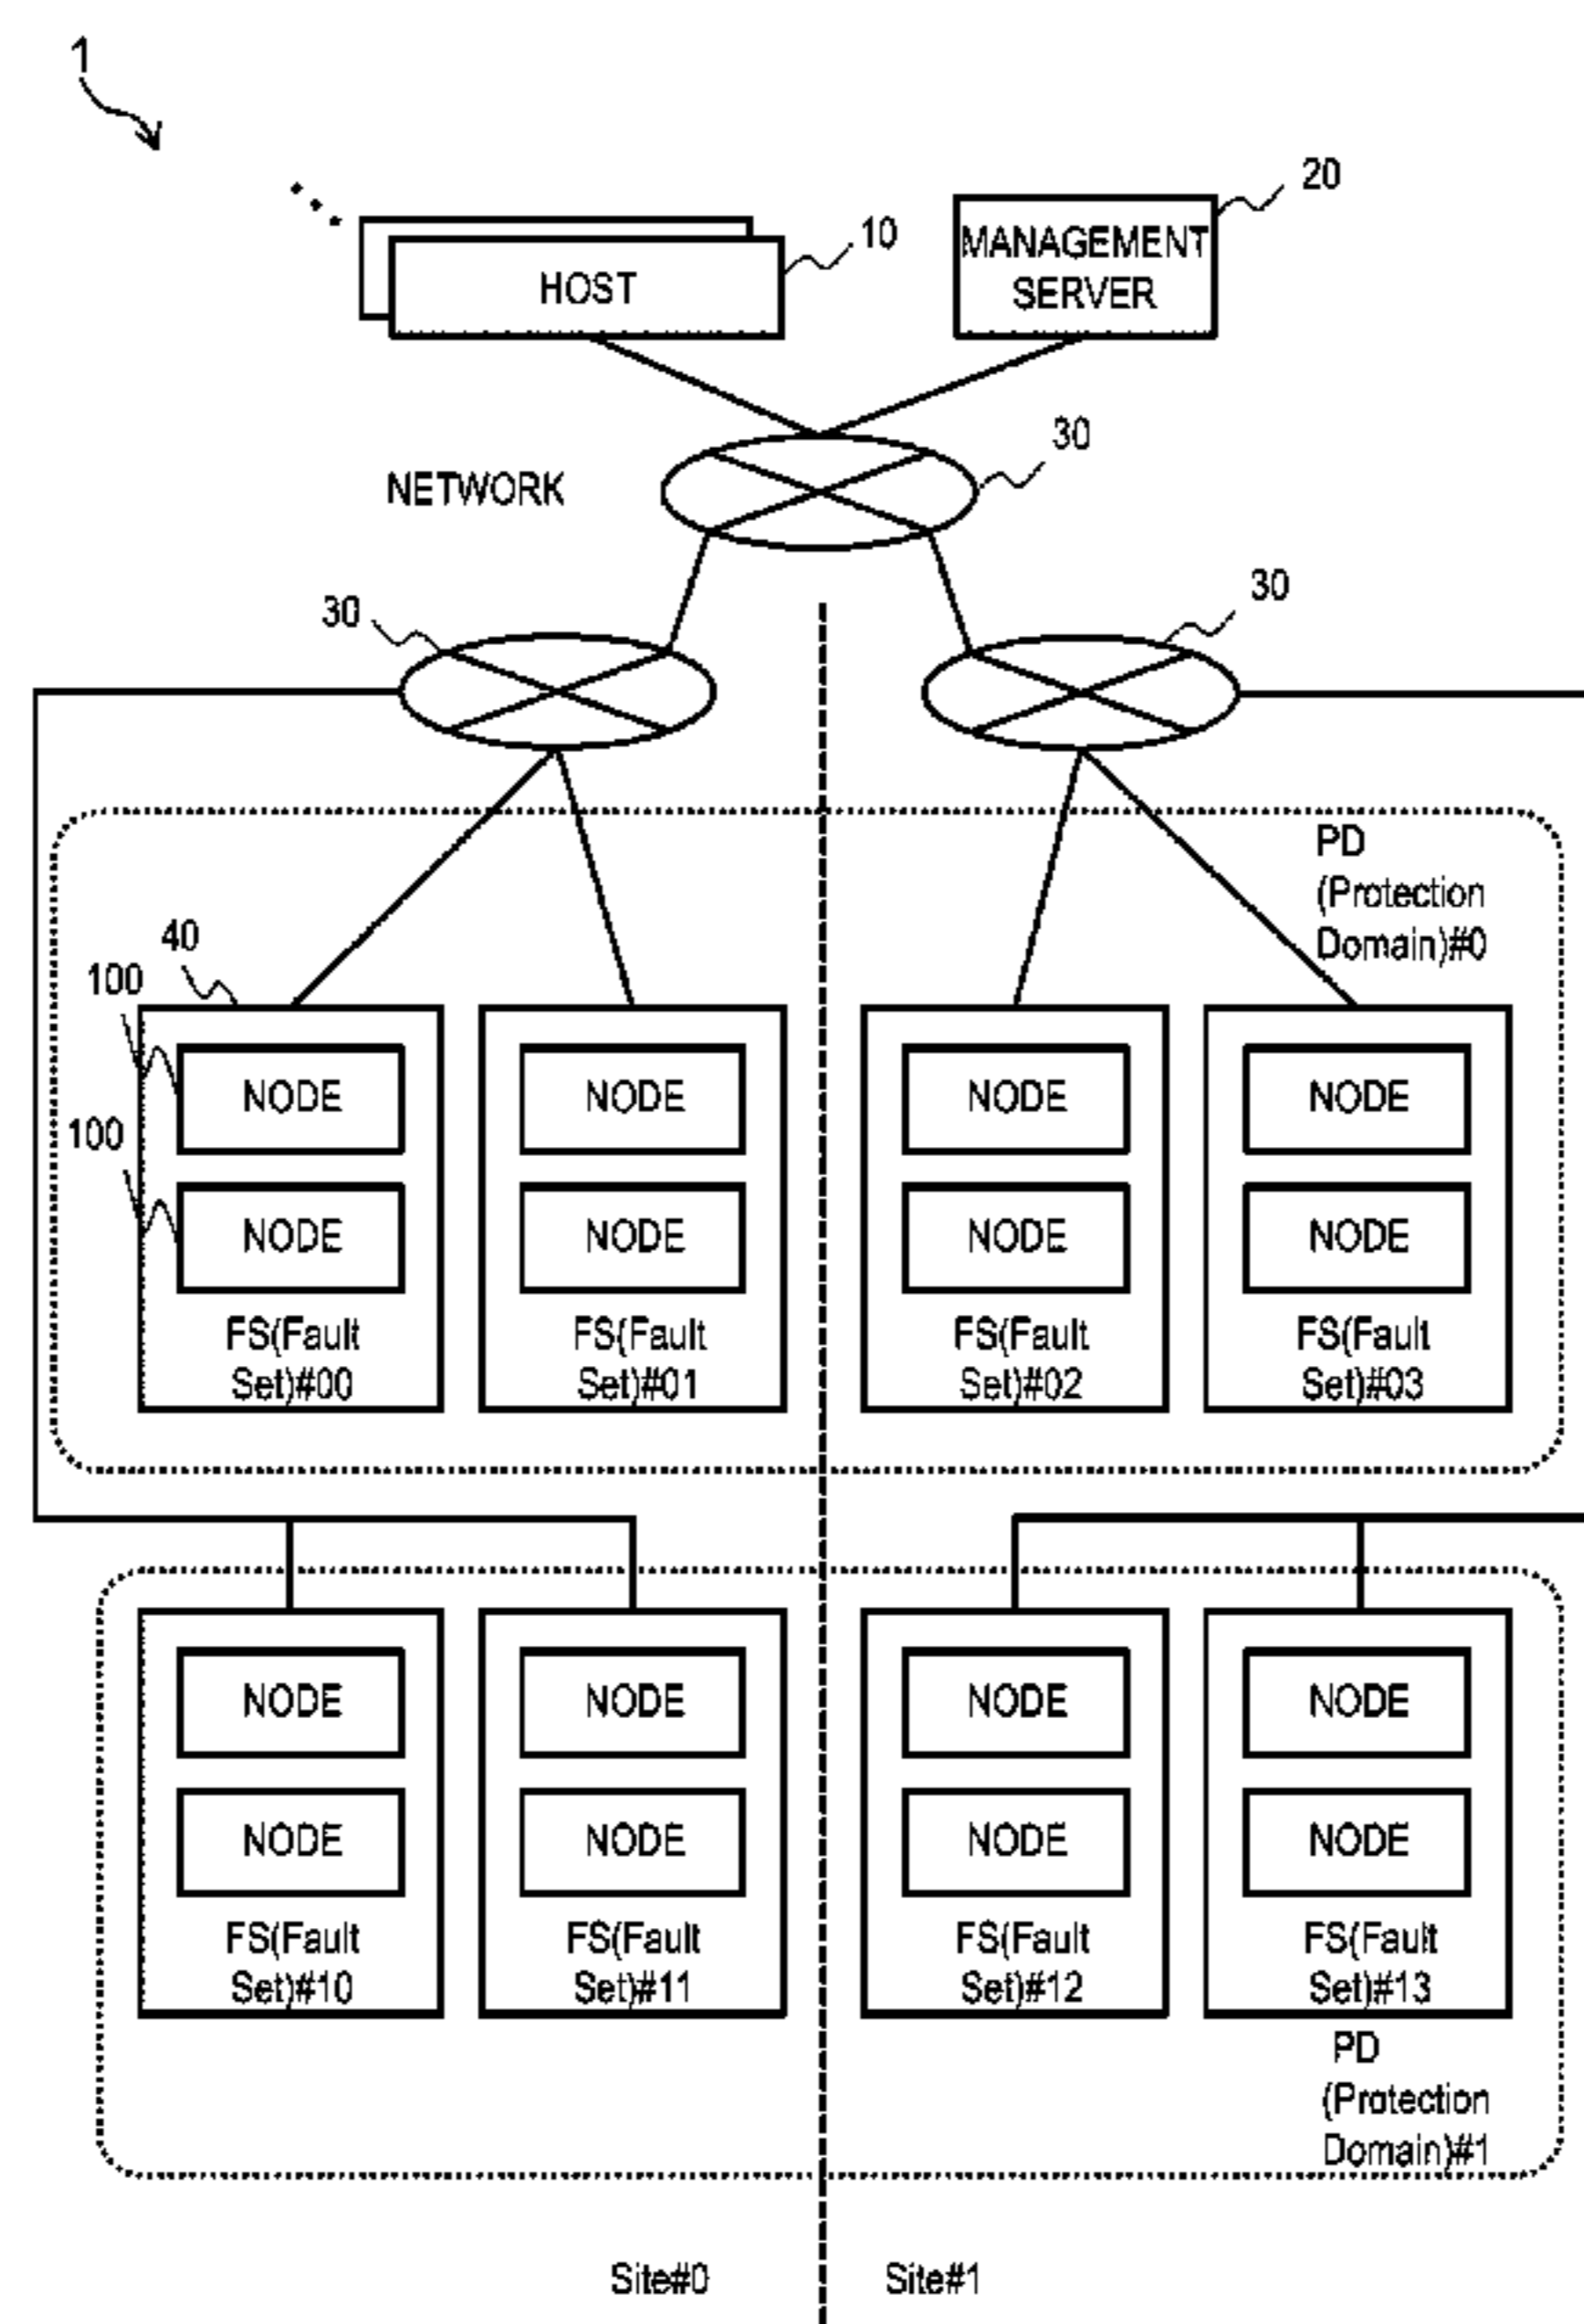 1
20
MANAGEMENT
SERVER
10
HOST
30
NETWORK
30
30
PD
(Protection
Domain)#0
40
100
NODE
NODE
NODE
NODE
100
NODE
NODE
NODE
NODE
FS(Fault
Set)#00
FS(Fault
Set)#01
FS(Fault
Set)#02
FS(Fault
Set)#03
NODE
NODE
NODE
NODE
NODE
NODE
NODE
NODE
FS(Fault
Set)#10
FS(Fault
Set)#11
FS(Fault
Set)#12
FS(Fault
Set)#13
PD
(Protection
Domain)#1
Site#0
Site#1